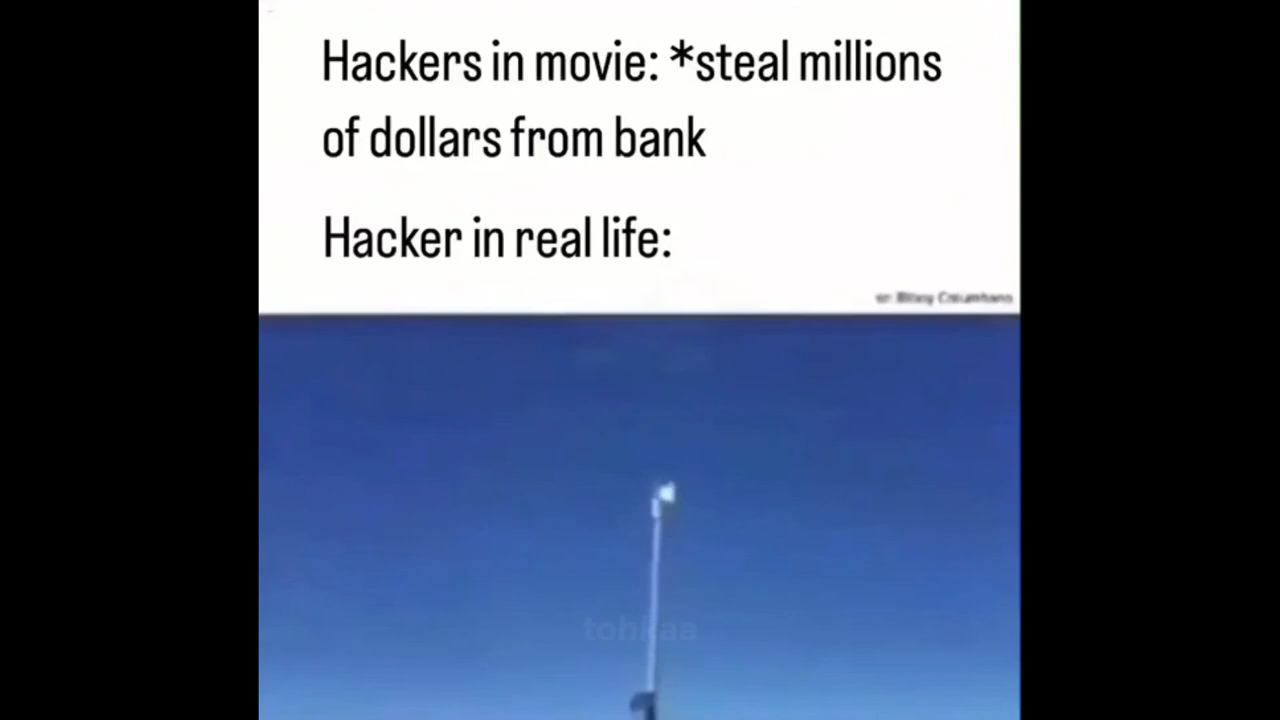 Hackers in movie: *steal millions
of dollars from bank
Hacker in real life: